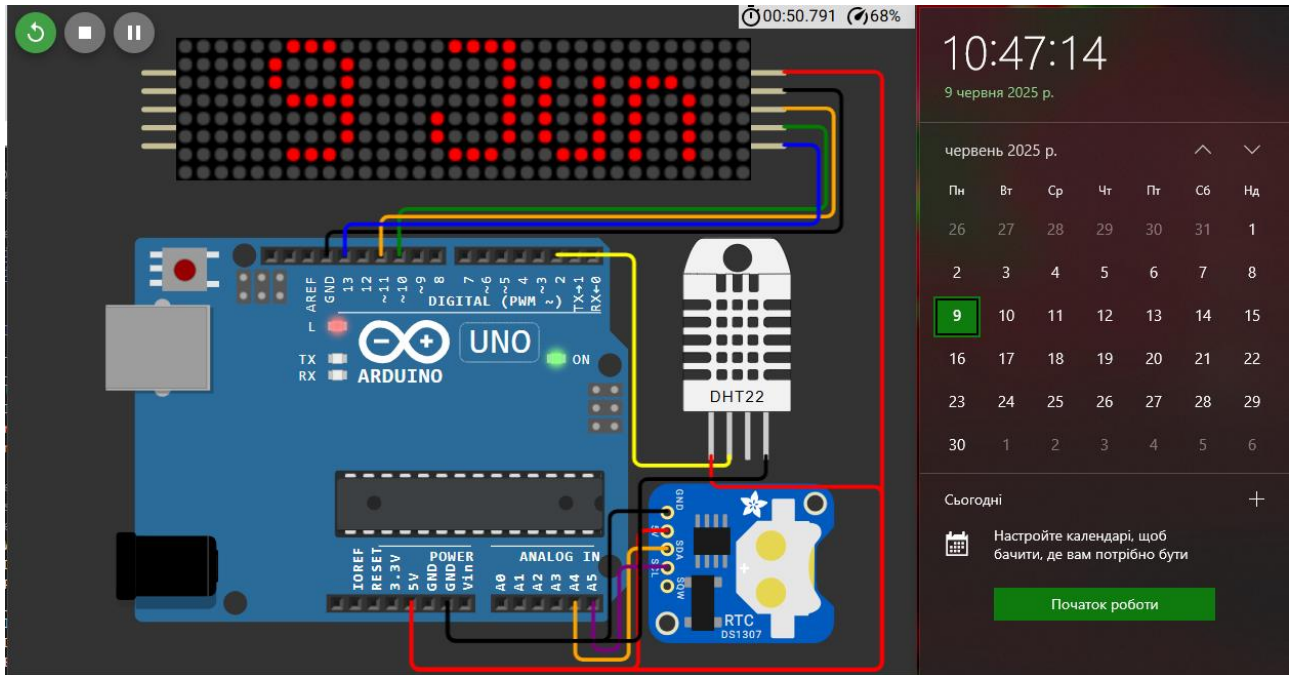 00:50.791 68%
9 Jun
AREF
GND
13
12
~11
~10
~9
8
7
~6
~5
4
~3
2
TX→1
RX←0
DIGITAL (PWM ~)
L
TX
RX
ARDUINO
UNO
ON
IOREF
RESET
3.3V
5V
GND
GND
Vin
POWER
ANALOG IN
A0
A1
A2
A3
A4
A5
DHT22
GND
5V
SDA
SCL
SQW
RTC
DS1307
10:47:14
9 червня 2025 р.
червень 2025 р.
Пн Вт Ср Чт Пт Сб Нд
26 27 28 29 30 31 1
2 3 4 5 6 7 8
9 10 11 12 13 14 15
16 17 18 19 20 21 22
23 24 25 26 27 28 29
30 1 2 3 4 5 6
Сьогодні
Настройте календарі, щоб
бачити, де вам потрібно бути
Початок роботи